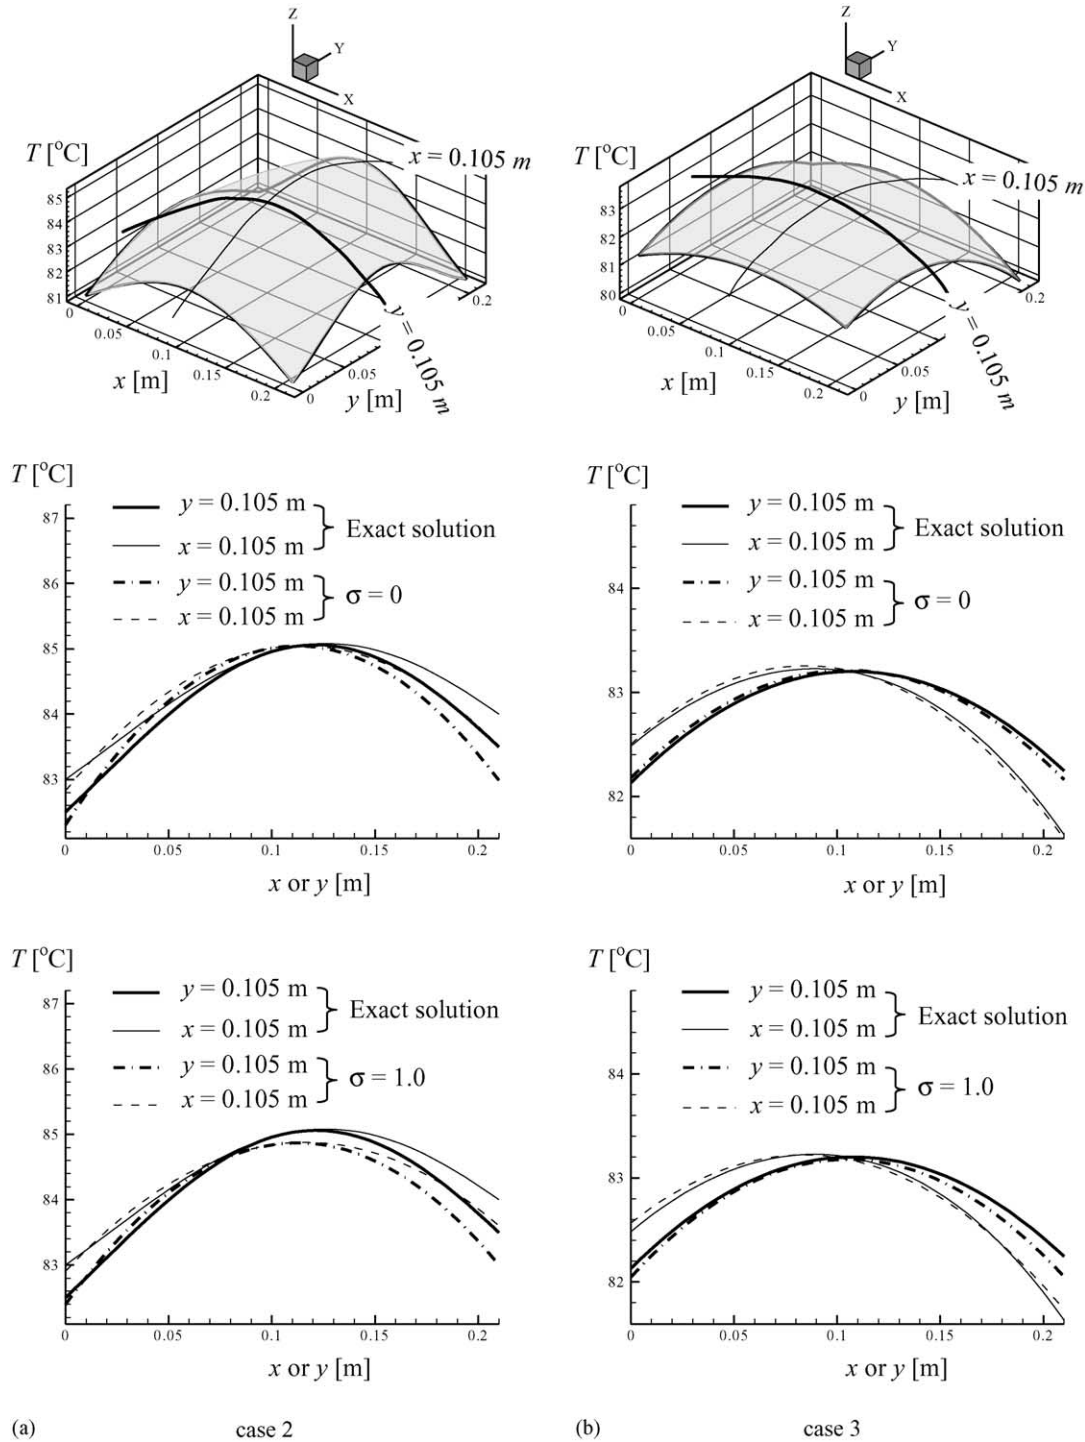 Z
Y
X
T [°C]
x = 0.105 m
85
84
83
82
81
0
0.05
0.1
0.15
0.2
x [m]
0
0.05
0.2
y [m]
y = 0.105 m
Z
Y
X
T [°C]
x = 0.105 m
83
82
81
80
0
0.05
0.1
0.15
0.2
x [m]
0
0.05
0.2
y [m]
y = 0.105 m
T [°C]
y = 0.105 m
x = 0.105 m
Exact solution
y = 0.105 m
x = 0.105 m
σ = 0
87
86
85
84
83
0 0.05 0.1 0.15 0.2
x or y [m]
T [°C]
y = 0.105 m
x = 0.105 m
Exact solution
y = 0.105 m
x = 0.105 m
σ = 0
84
83
82
0 0.05 0.1 0.15 0.2
x or y [m]
T [°C]
y = 0.105 m
x = 0.105 m
Exact solution
y = 0.105 m
x = 0.105 m
σ = 1.0
87
86
85
84
83
0 0.05 0.1 0.15 0.2
x or y [m]
T [°C]
y = 0.105 m
x = 0.105 m
Exact solution
y = 0.105 m
x = 0.105 m
σ = 1.0
84
83
82
0 0.05 0.1 0.15 0.2
x or y [m]
(a) case 2
(b) case 3